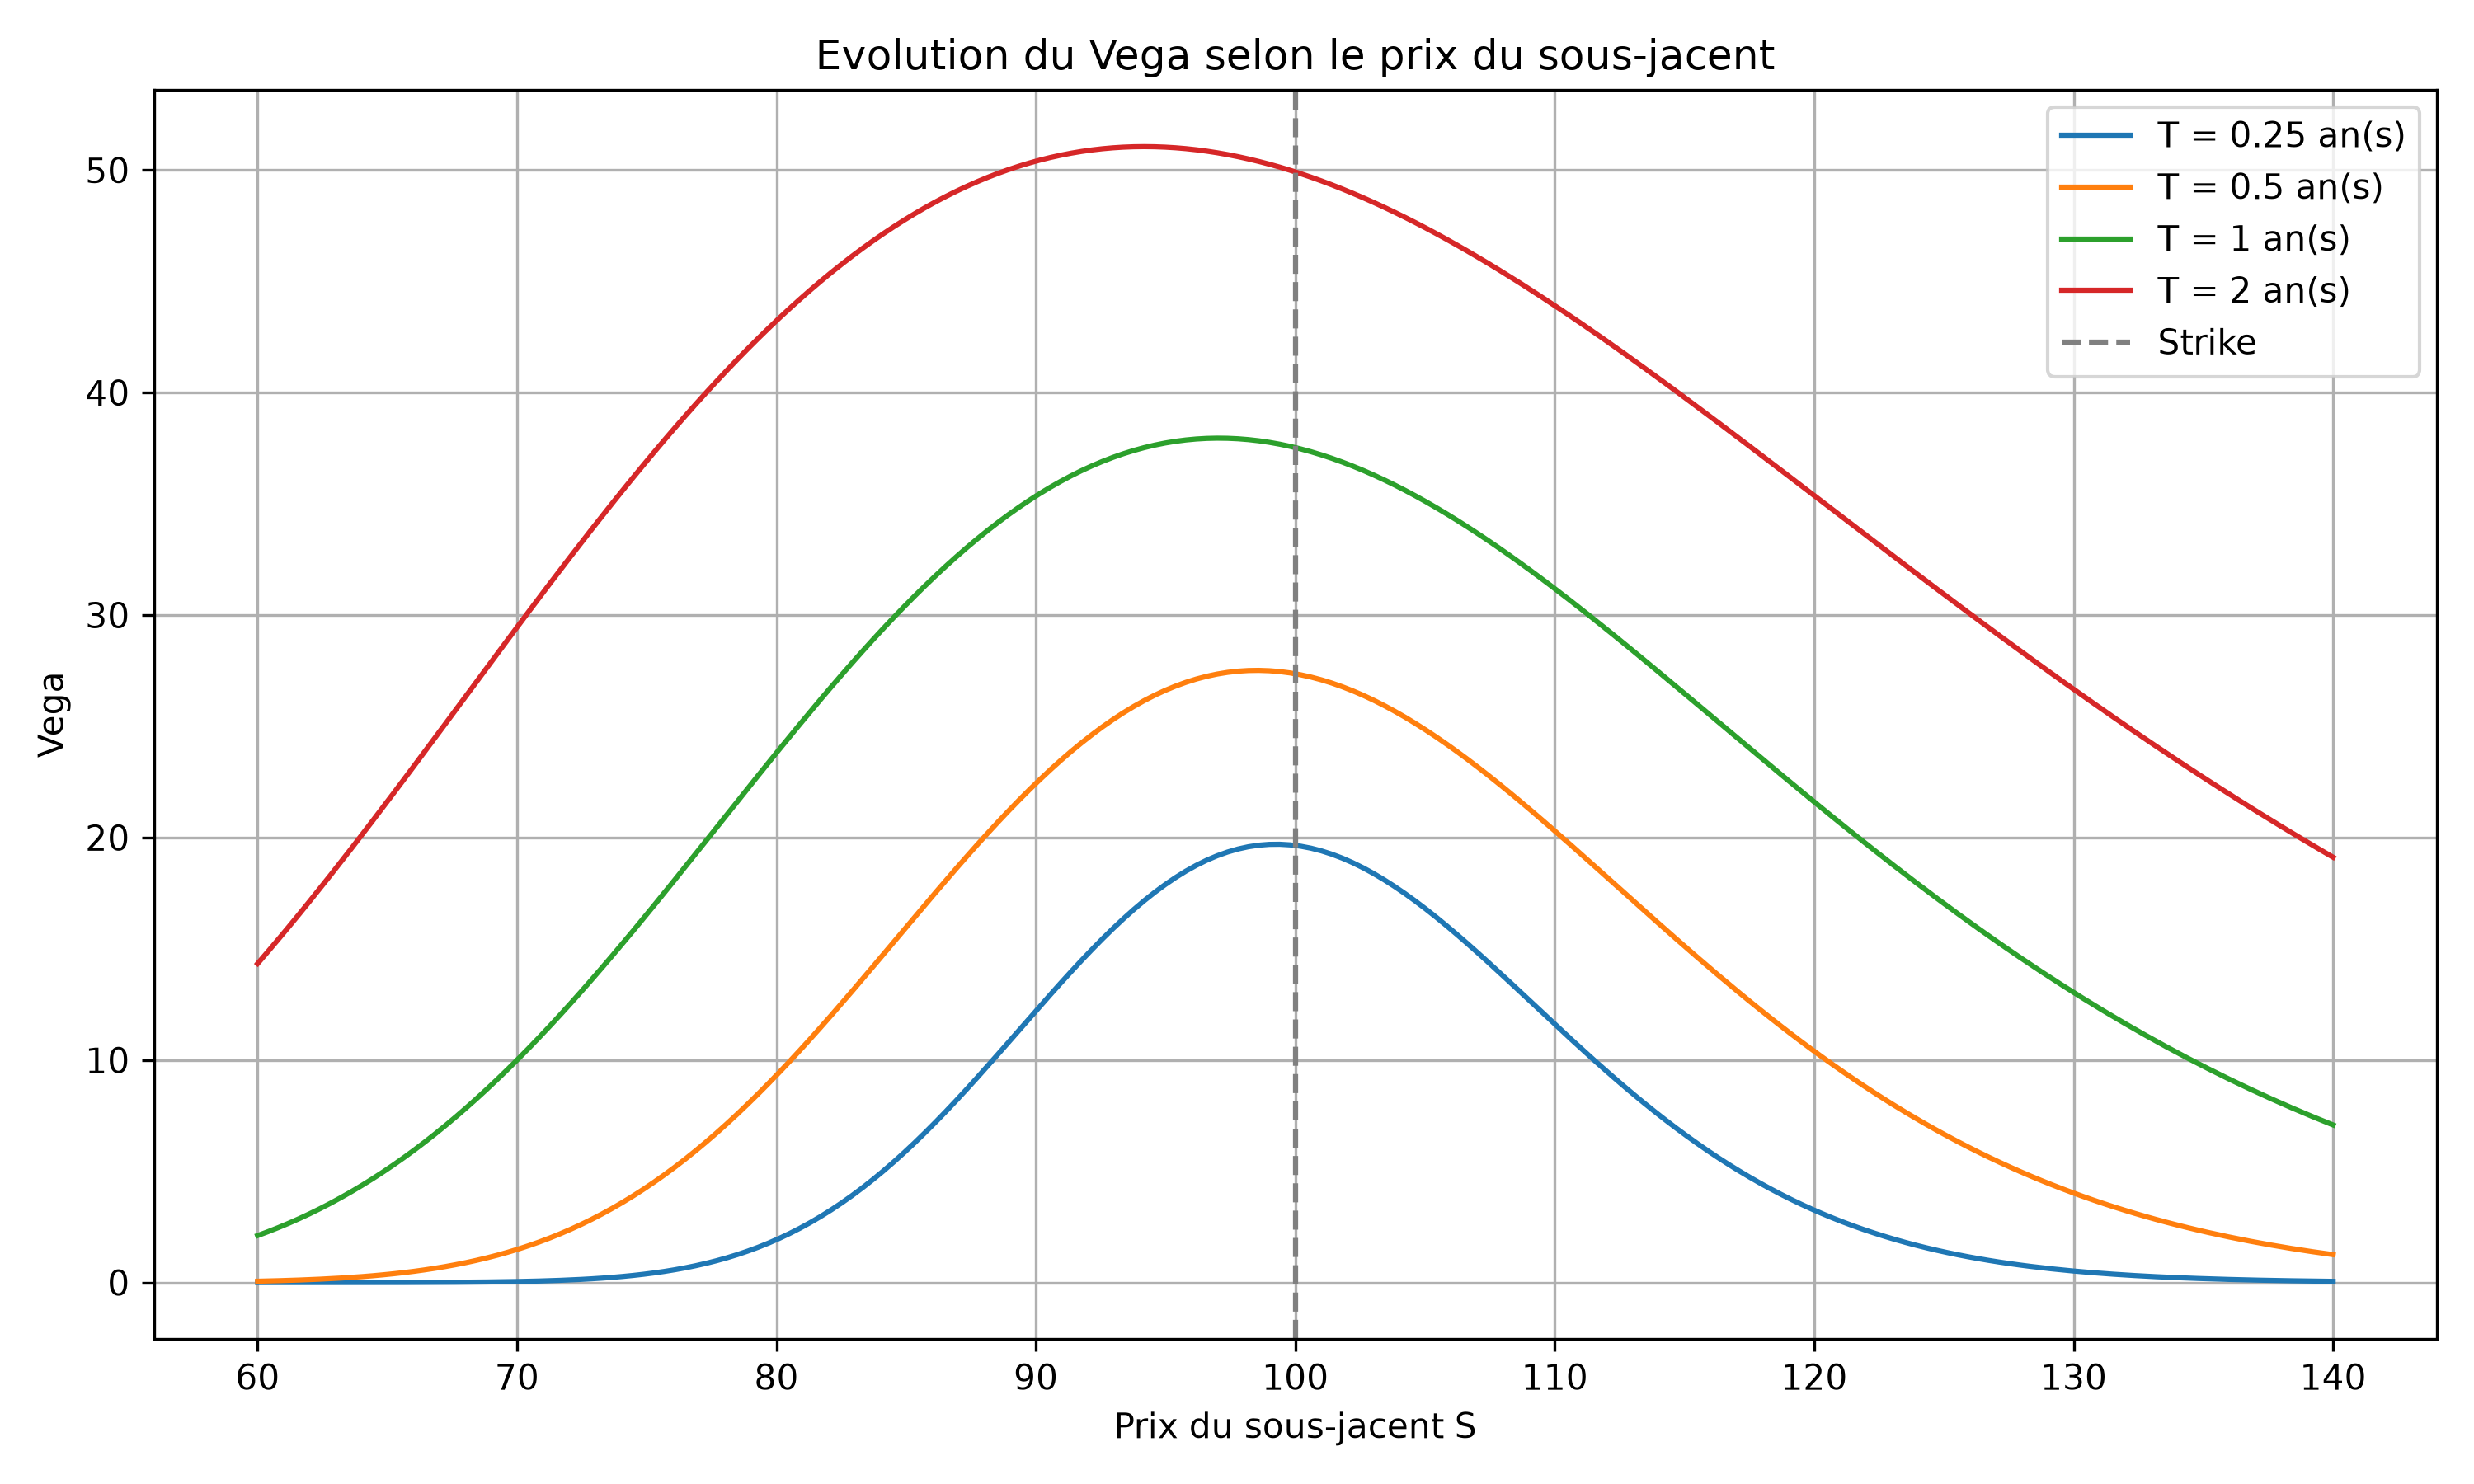 Evolution du Vega selon le prix du sous-jacent
T = 0.25 an(s)
T = 0.5 an(s)
T = 1 an(s)
T = 2 an(s)
Strike
Vega
50
40
30
20
10
0
60 70 80 90 100 110 120 130 140
Prix du sous-jacent S